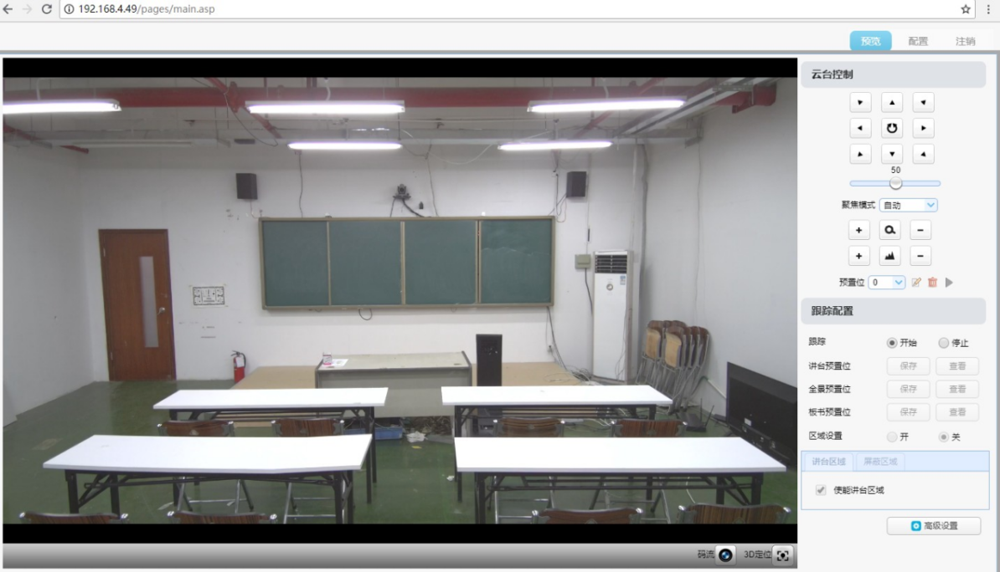 192.168.4.49/pages/main.asp
预览 配置 注销
云台控制
50
聚焦模式 自动
预置位 0
跟踪配置
跟踪 开始 停止
讲台预置位 保存 查看
全景预置位 保存 查看
板书预置位 保存 查看
区域设置 开 关
讲台区域 屏蔽区域
使能讲台区域
高级设置
码流 3D定位